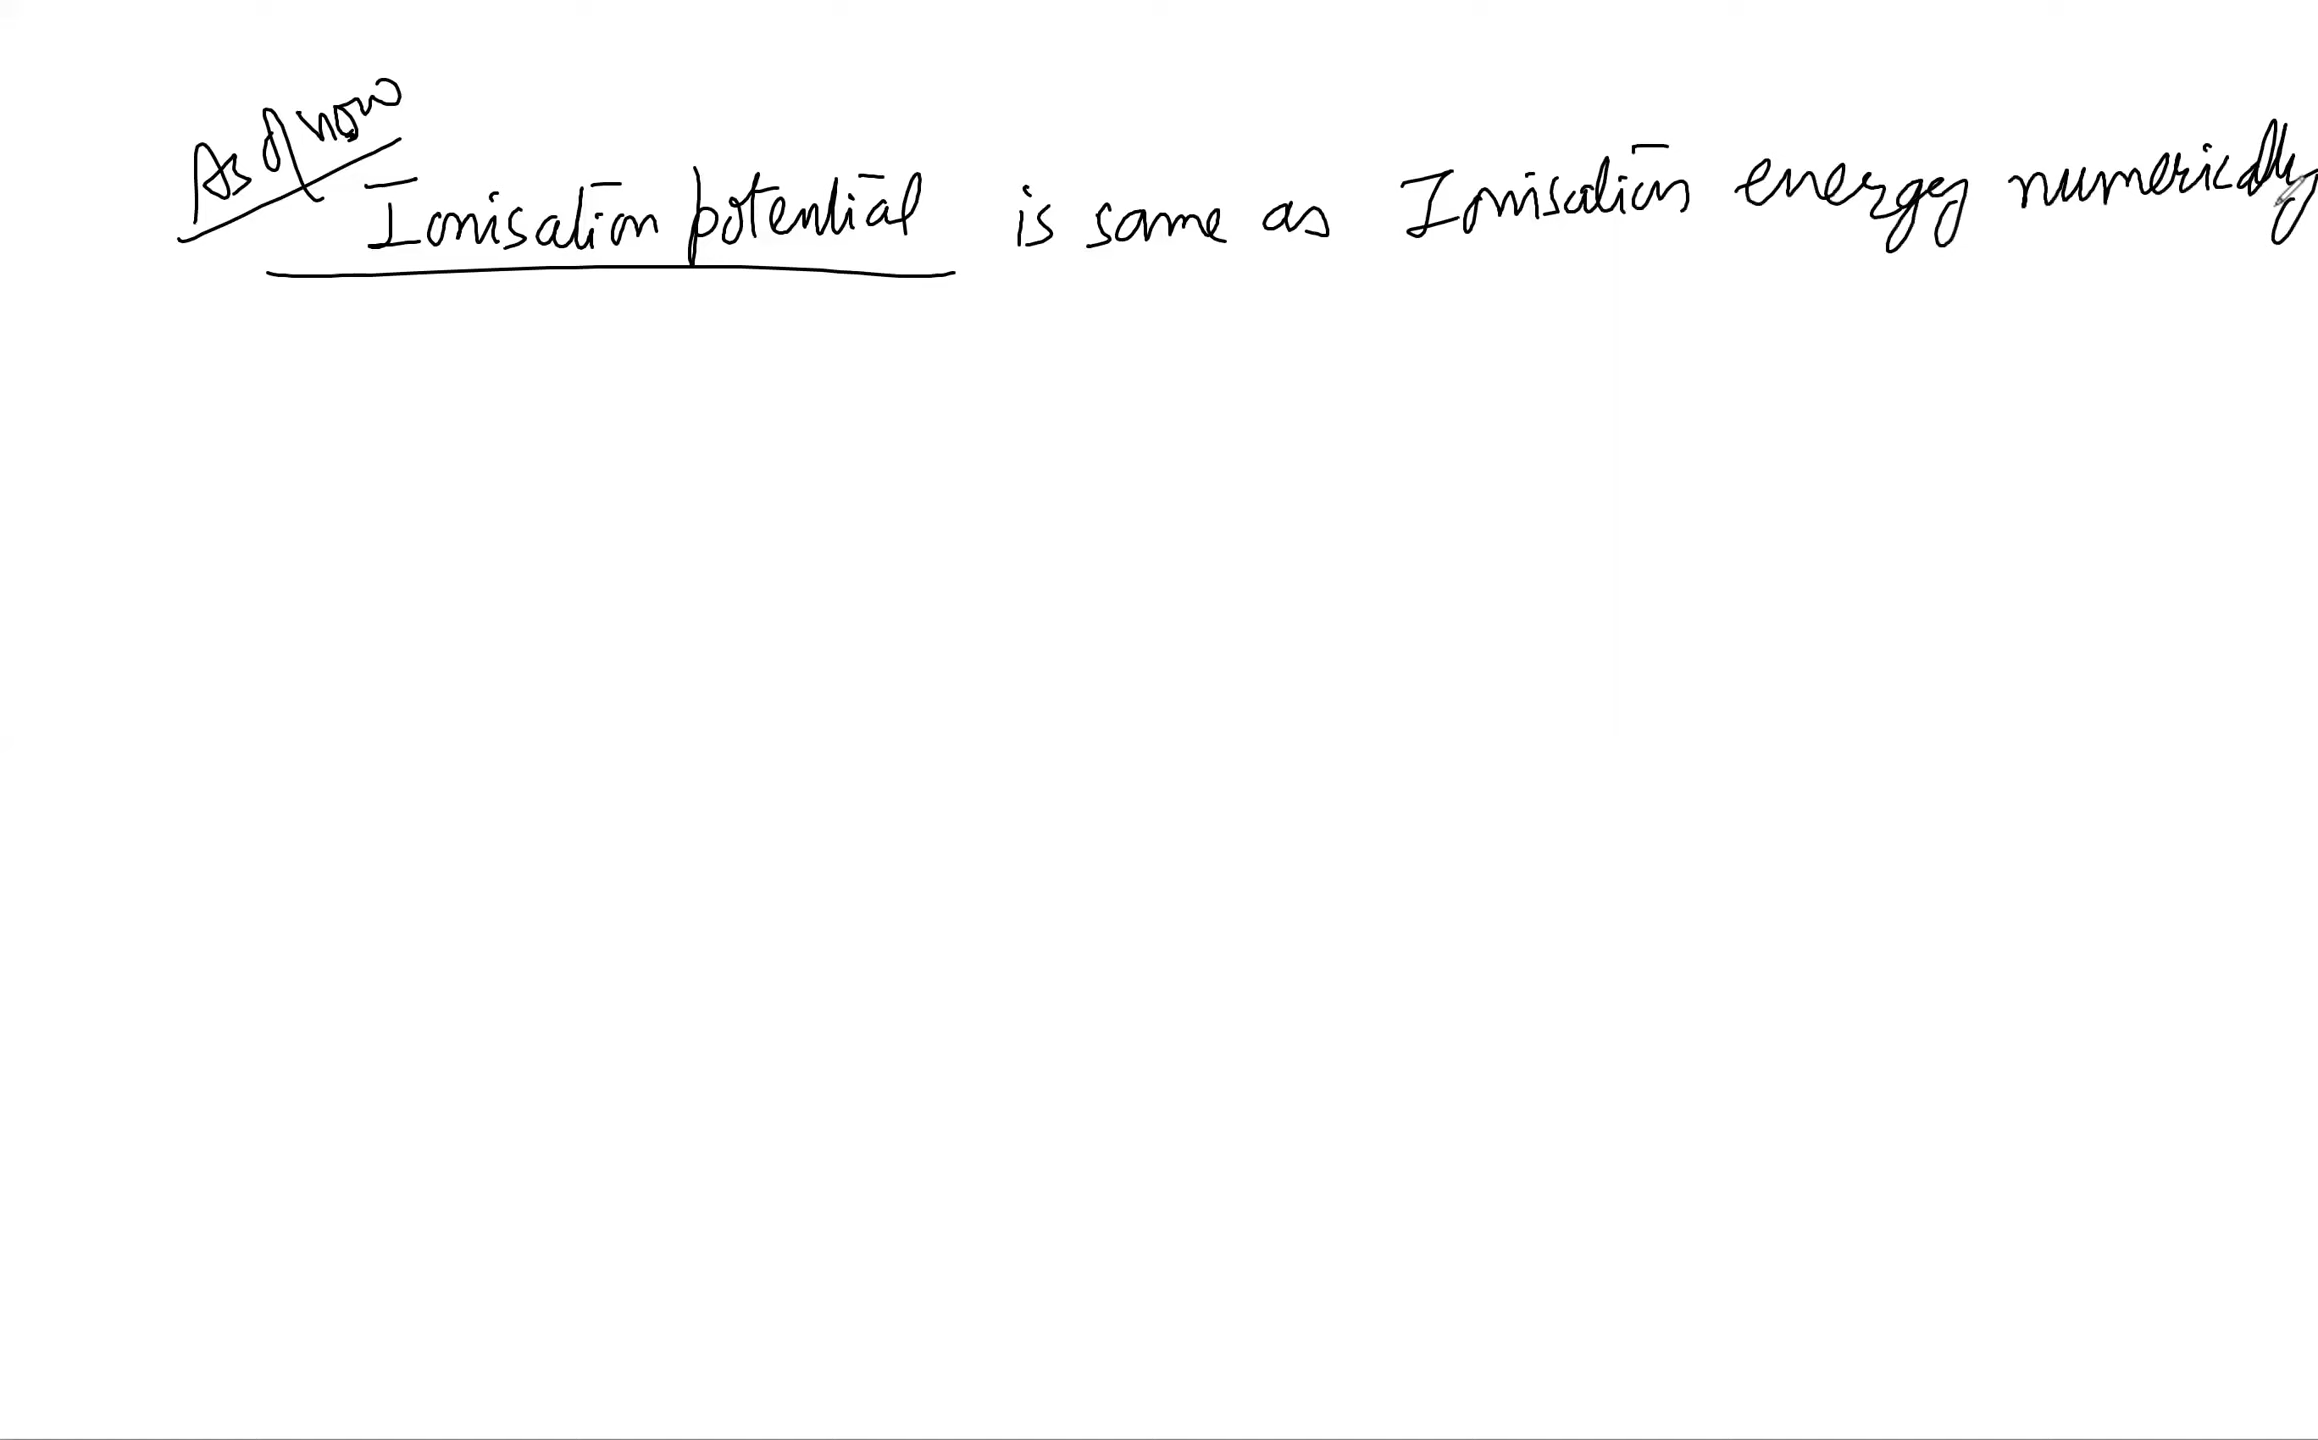 As of now
Ionisation potential is same as Ionisation energy numerically